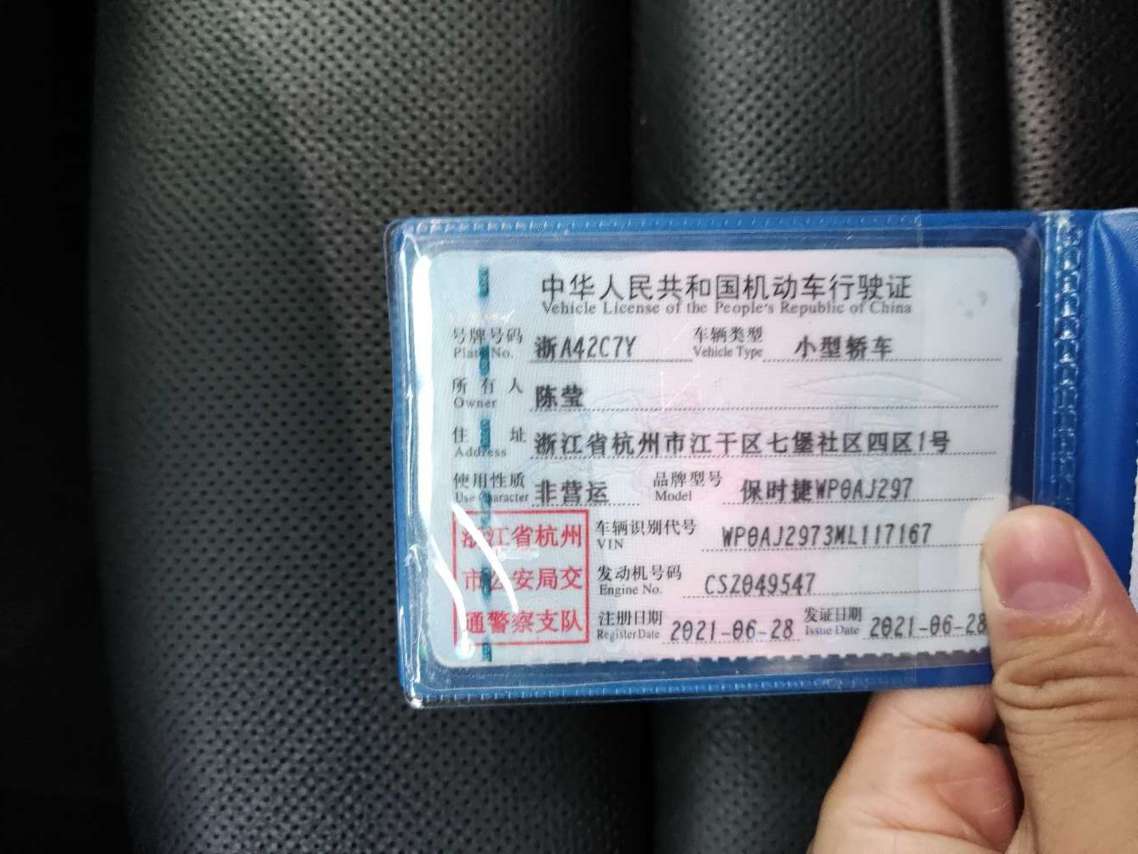 中华人民共和国机动车行驶证
Vehicle License of the People's Republic of China
号牌号码 浙A42C7Y 车辆类型 小型轿车
Plate No. Vehicle Type
所有人 陈莹
Owner
住址 浙江省杭州市江干区七堡社区四区1号
Address
使用性质 非营运 品牌型号 保时捷WP0AJ297
Use Character Model
浙江省杭州 车辆识别代号 WP0AJ2973ML117167
VIN
市公安局交 发动机号码 CSZ049547
Engine No.
通警察支队 注册日期 2021-06-28 发证日期 2021-06-28
Register Date Issue Date